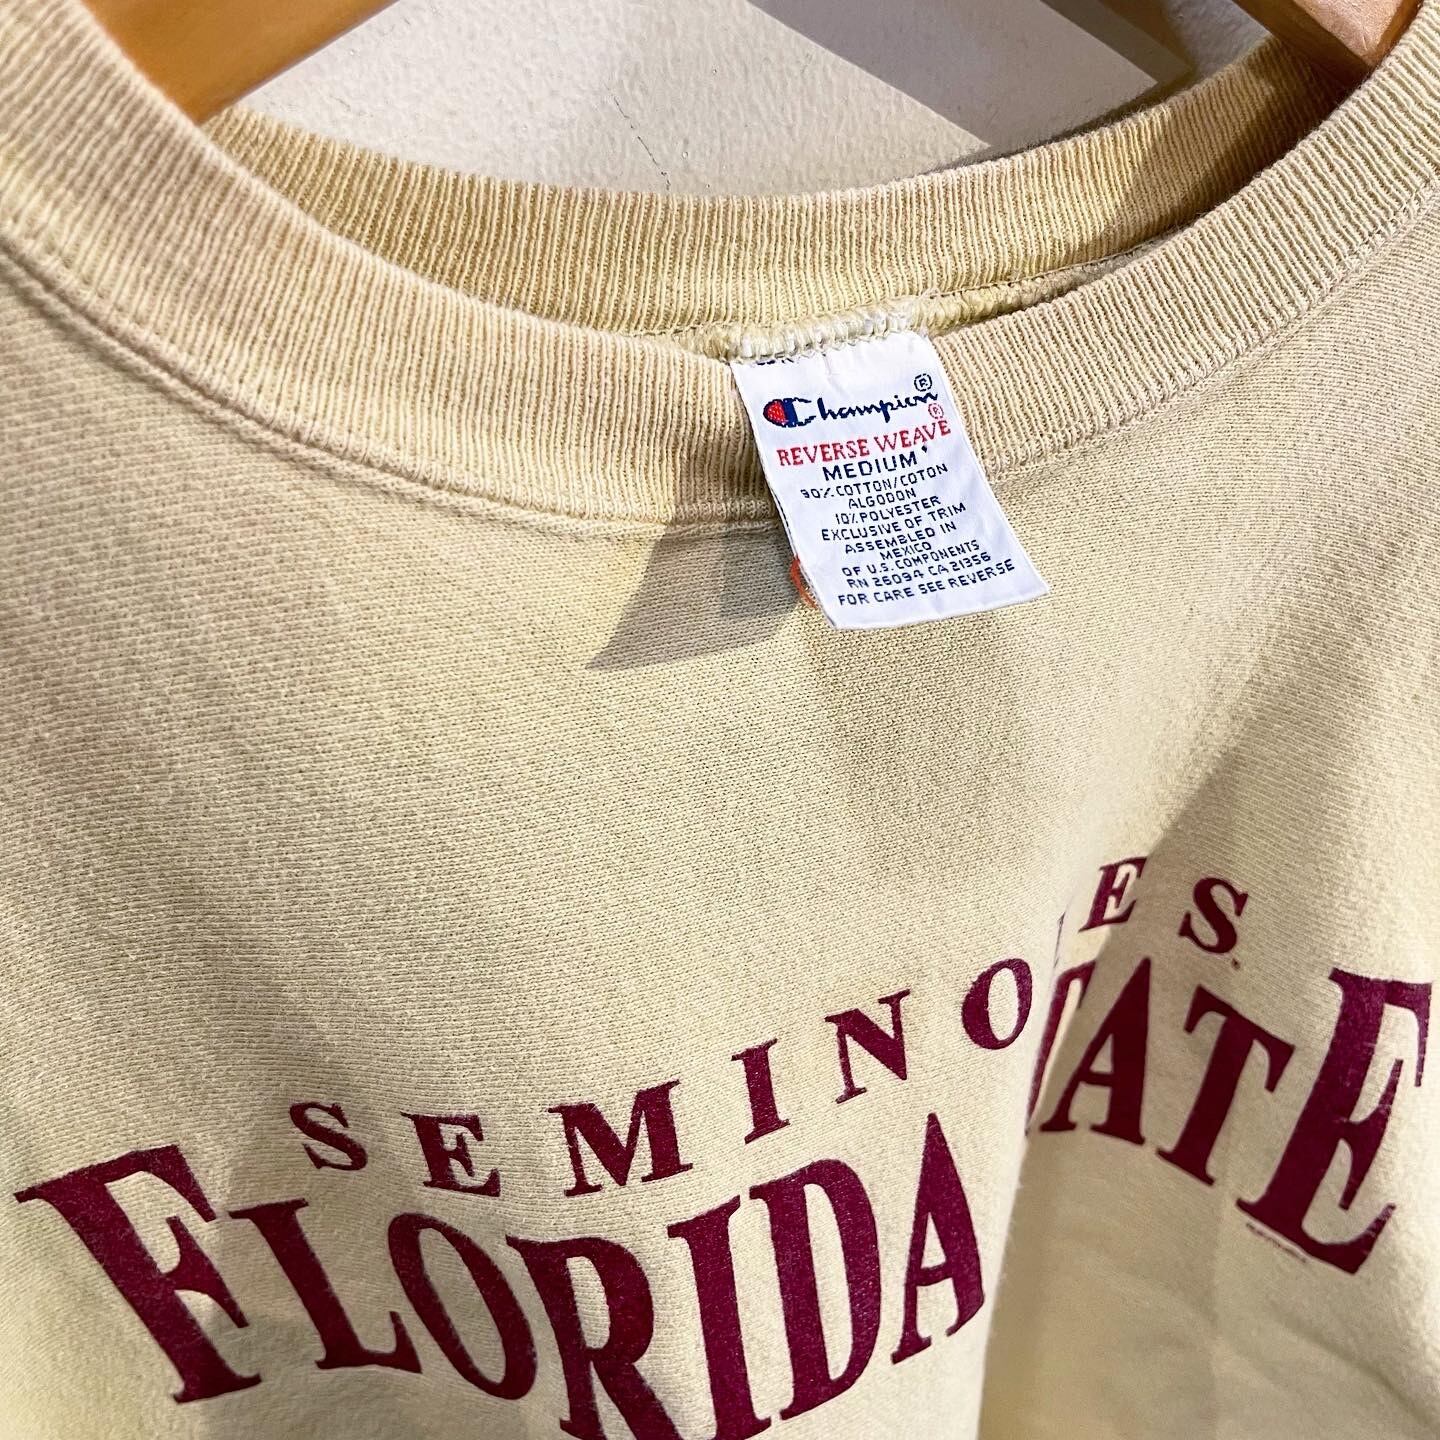 Champion®
REVERSE WEAVE®
MEDIUM
90% COTTON/COTON
ALGODON
10% POLYESTER
EXCLUSIVE OF TRIM
ASSEMBLED IN
MEXICO
OF U.S. COMPONENTS
RN 26094 CA 21356
FOR CARE SEE REVERSE
SEMINOLES
FLORIDA STATE